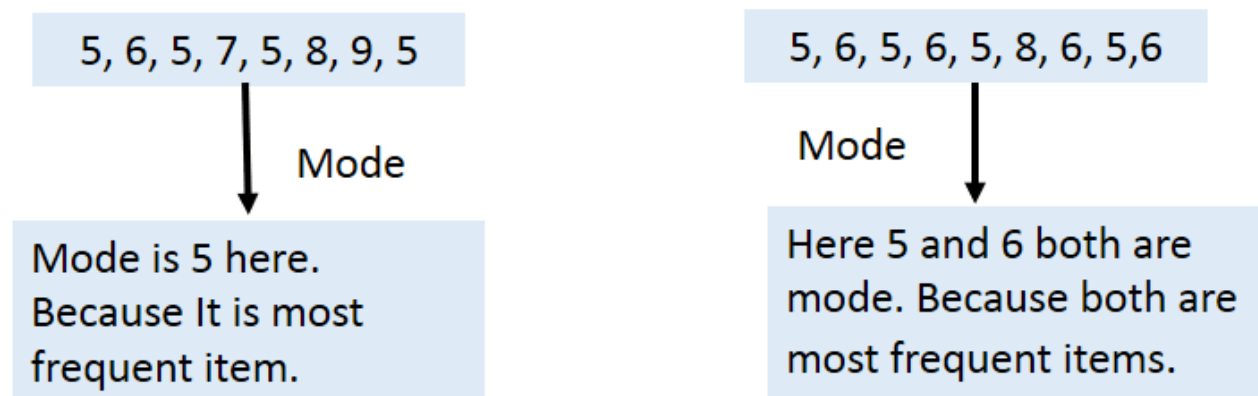 5, 6, 5, 7, 5, 8, 9, 5
Mode
Mode is 5 here.
Because It is most
frequent item.
5, 6, 5, 6, 5, 8, 6, 5,6
Mode
Here 5 and 6 both are
mode. Because both are
most frequent items.